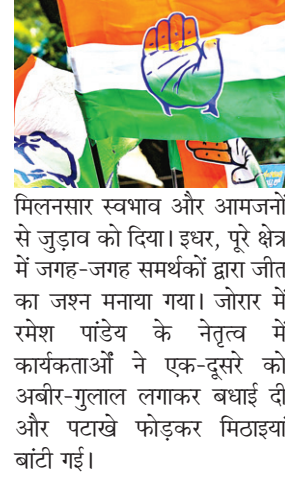 मिलनसार स्वभाव और आमजनों
से जुड़ाव को दिया। इधर, पूरे क्षेत्र
में जगह-जगह समर्थकों द्वारा जीत
का जश्न मनाया गया। जोरार में
रमेश पांडेय के नेतृत्व में
कार्यकर्ताओं ने एक-दूसरे को
अबीर-गुलाल लगाकर बधाई दी
और पटाखे फोड़कर मिठाइयां
बांटी गई।